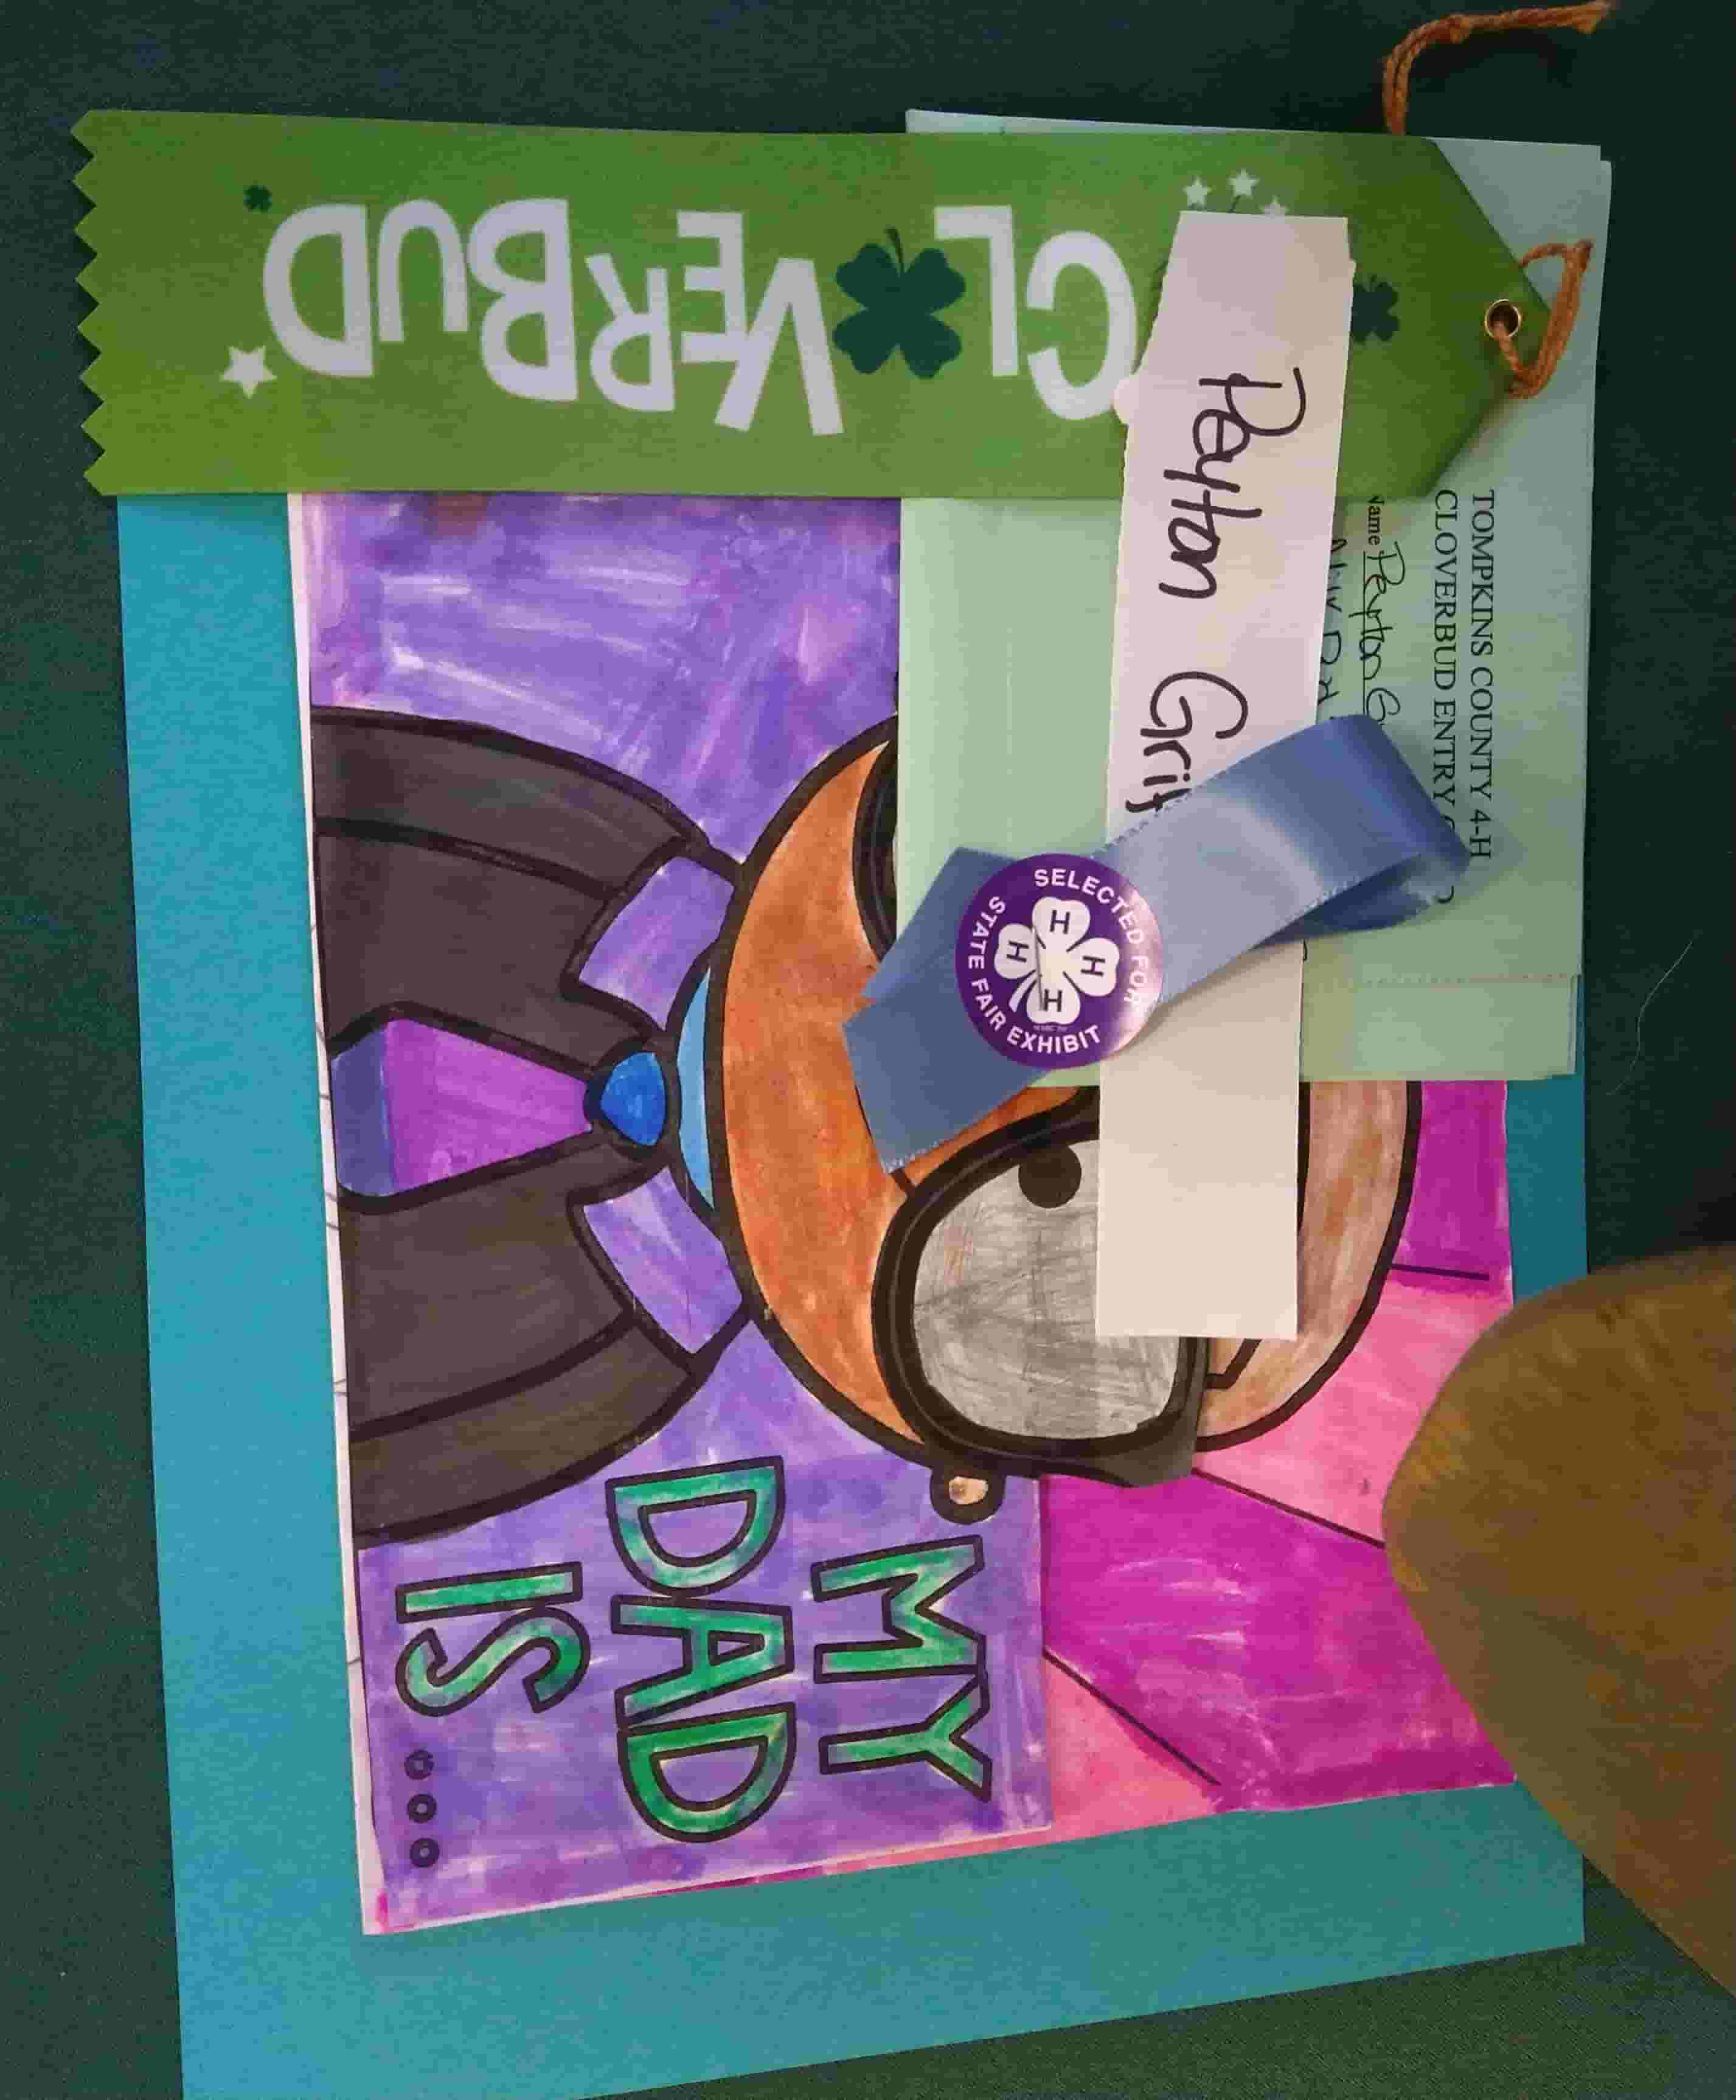 CLOVERBUD
TOMPKINS COUNTY 4-H
CLOVERBUD ENTRY
Name Peyton
Peyton Grif
SELECTED FOR
STATE FAIR EXHIBIT
H H H H
MY
DAD
IS ...